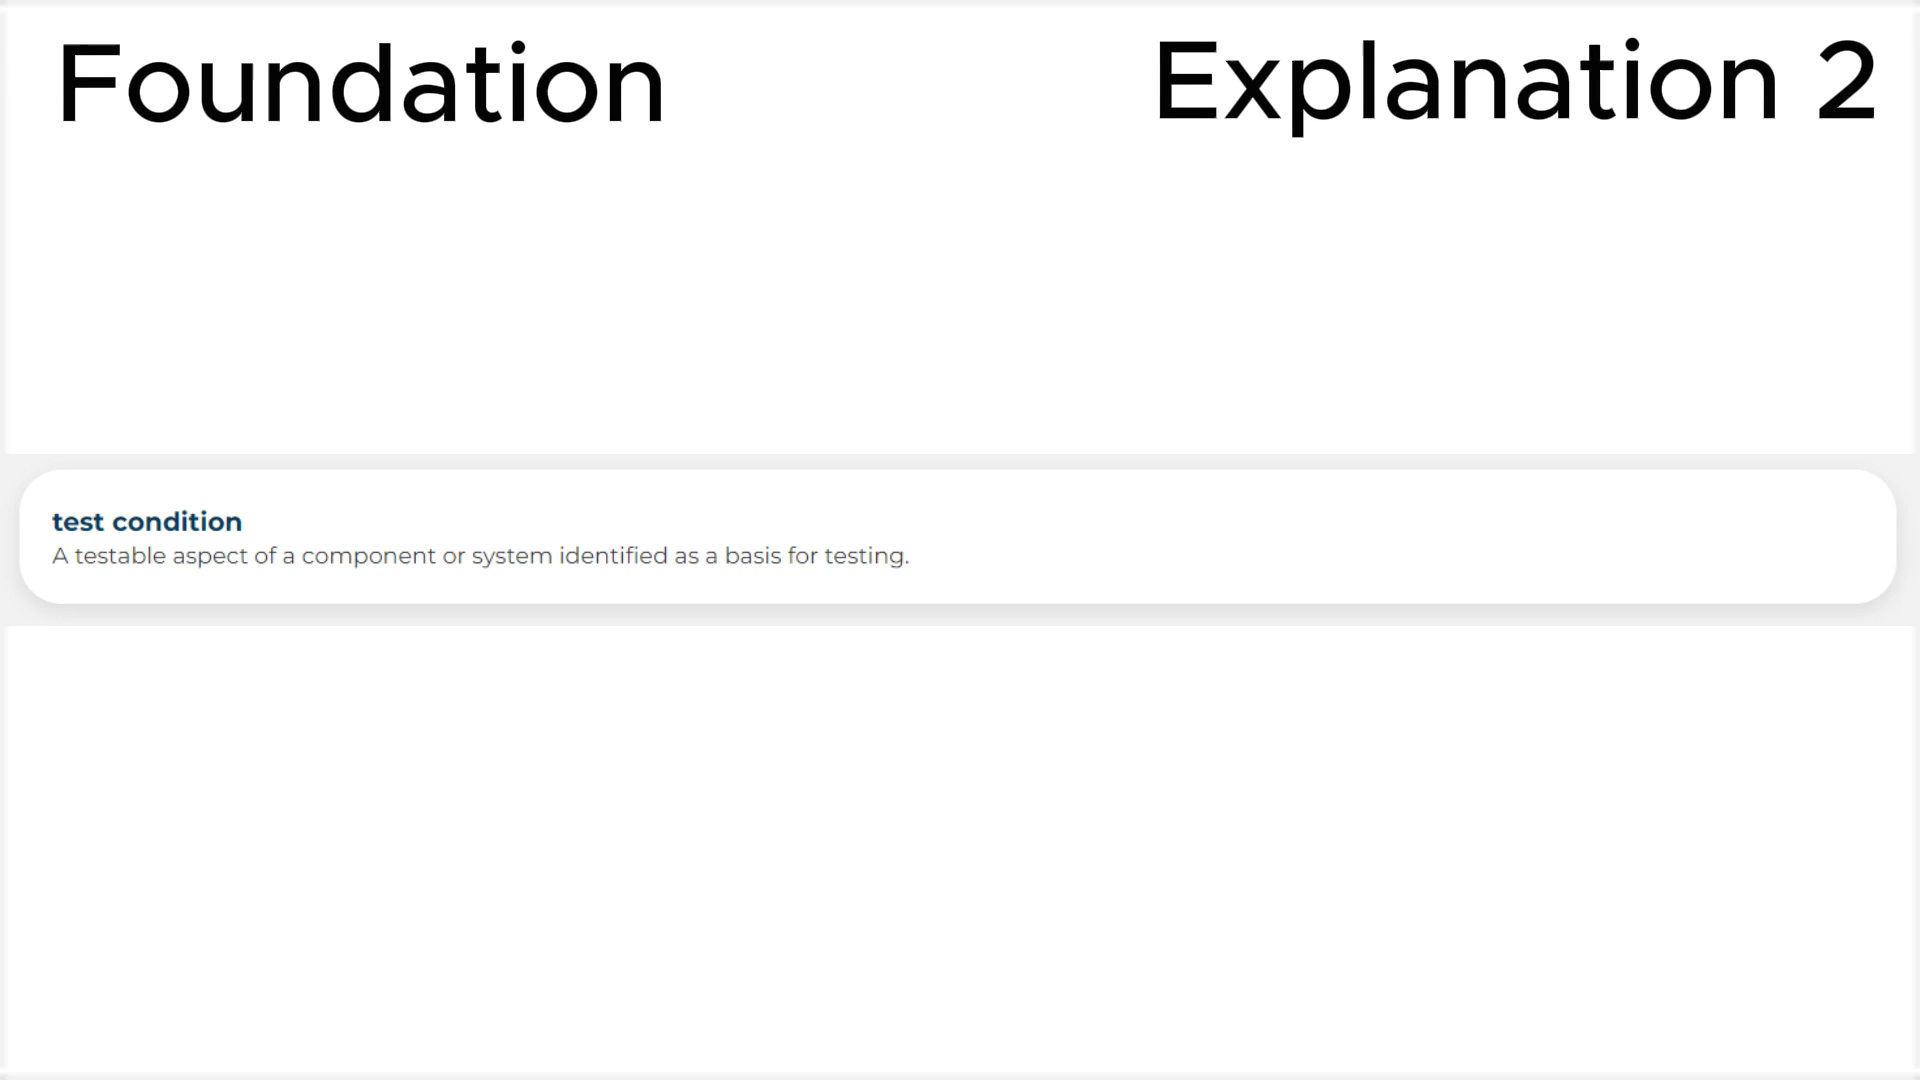 Foundation
Explanation 2
test condition
A testable aspect of a component or system identified as a basis for testing.